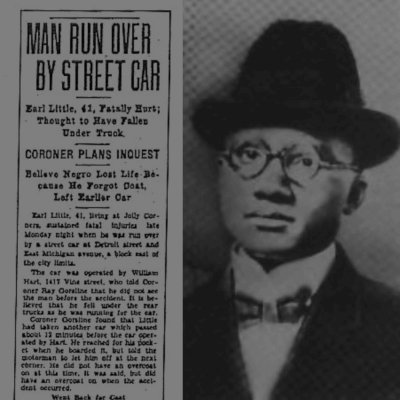 MAN RUN OVER
BY STREET CAR
Earl Little, 41, Fatally Hurt;
Thought to Have Fallen
Under Truck
CORONER PLANS INQUEST
Believe Negro Lost Life Be-
cause He Forgot Coat,
Left Earlier Car
Earl Little, 41, living at Jolly Cor-
ners, sustained fatal injuries late
Monday night when he was run over
by a street car at Detroit street and
East Michigan avenue, a block east of
the city limits.
The car was operated by William
Hart, 1417 Vine street, who told Cor-
oner Ray Gorsline that he did not see
the man before the accident. It is be-
lieved that he fell under the rear
trucks as he was running for the car.
Coroner Gorsline found that Little
had taken another car which passed
about 12 minutes before the car oper-
ated by Hart. He reached for his pock-
et when he boarded it, but told the
motorman to let him off at the next
corner. He did not have an overcoat
on at this time, it was said, but did
have an overcoat on when the acci-
dent occurred.
Went Back for Coat